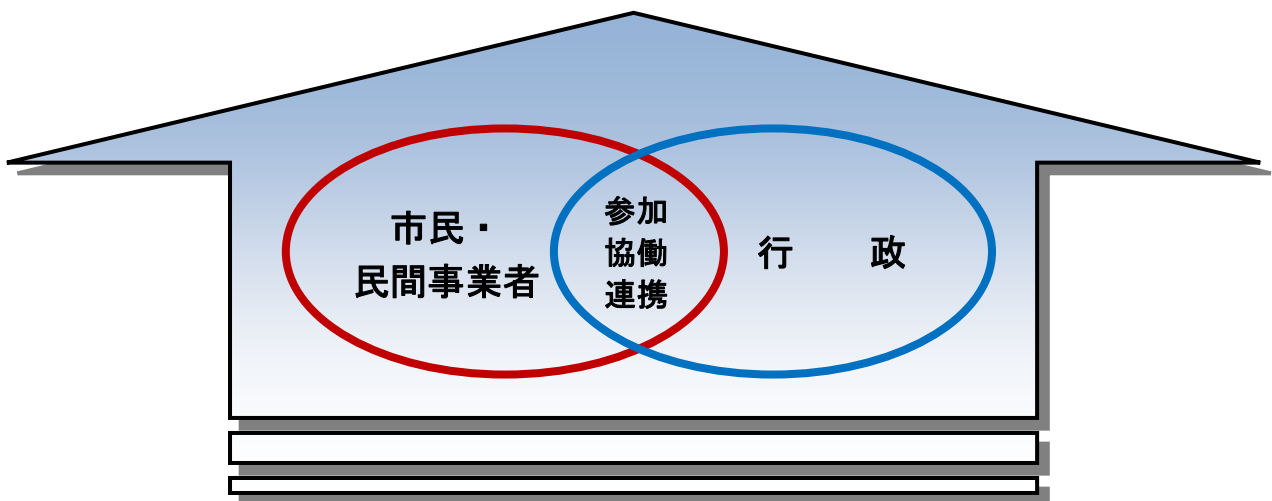 市民・
民間事業者
参加
協働
連携
行　　政